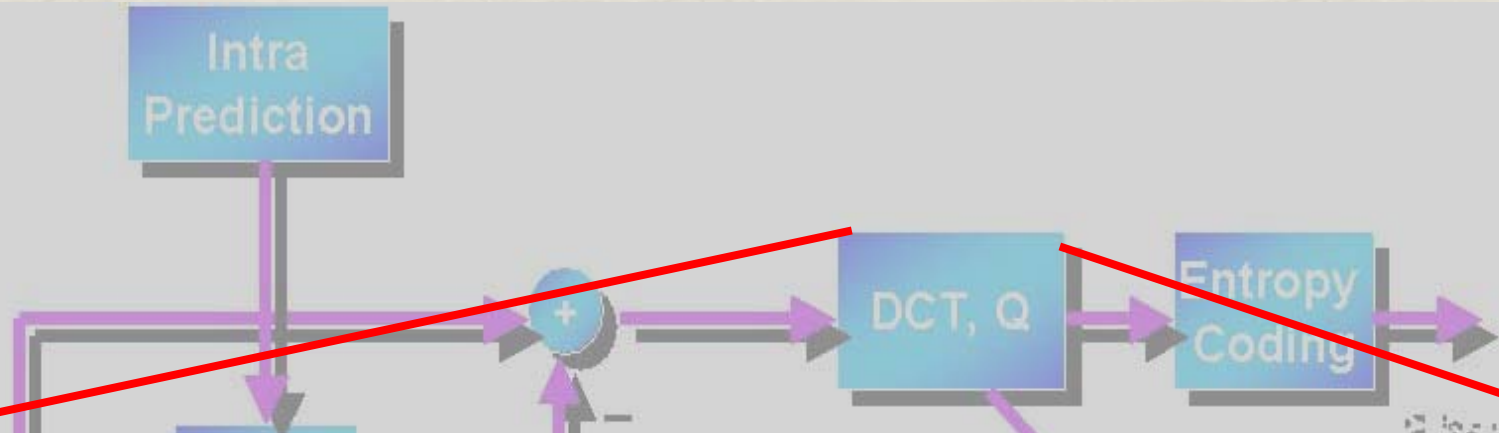 Intra
Prediction
+
DCT, Q
Entropy
Coding
−